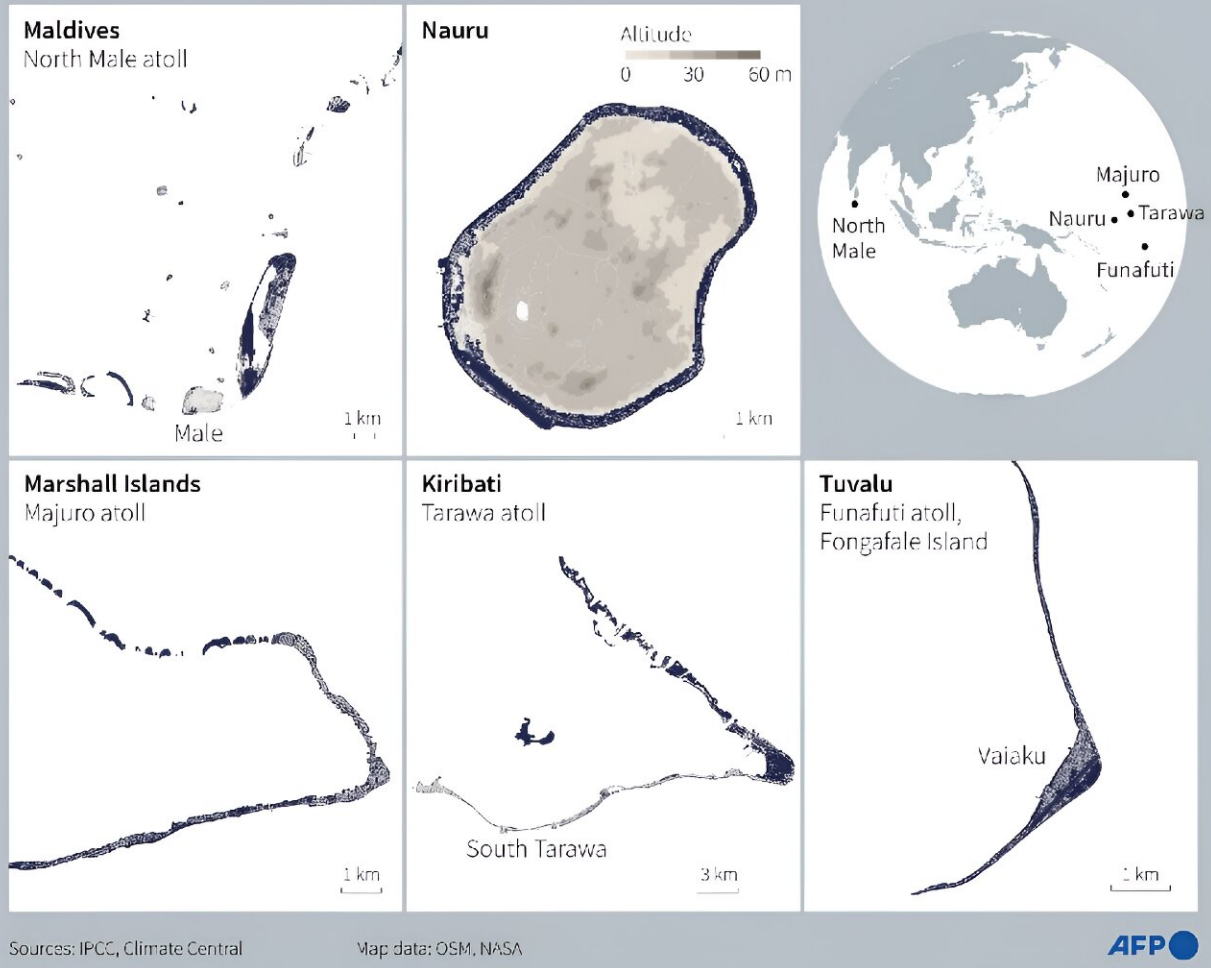 Maldives
North Male atoll
Male
1 km
Nauru
Altitude
0 30 60 m
1 km
Majuro
Nauru
Tarawa
North
Male
Funafuti
Marshall Islands
Majuro atoll
1 km
Kiribati
Tarawa atoll
South Tarawa
3 km
Tuvalu
Funafuti atoll,
Fongafale Island
Vaiaku
1 km
Sources: IPCC, Climate Central
Map data: OSM, NASA
AFP